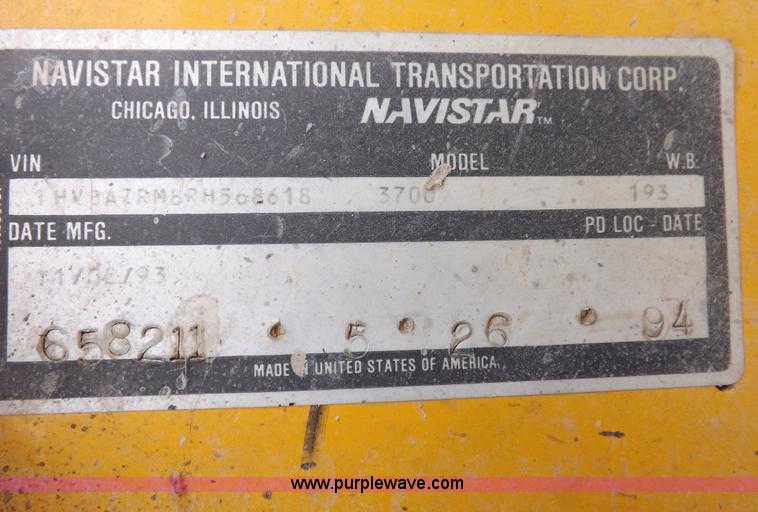 NAVISTAR INTERNATIONAL TRANSPORTATION CORP.
CHICAGO, ILLINOIS NAVISTAR™
VIN MODEL W.B.
3700 193
DATE MFG. PD LOC - DATE
658211 • 5 • 26 • 94
MADE IN UNITED STATES OF AMERICA
www.purplewave.com